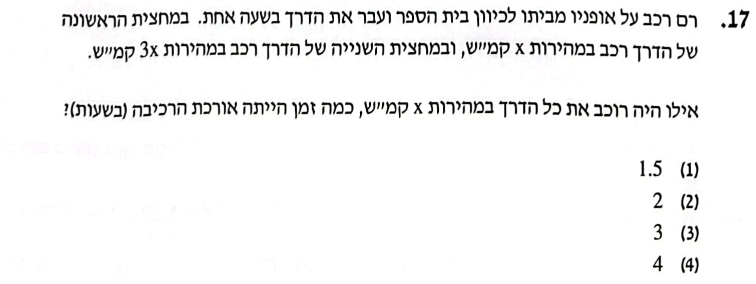 17. רם רכב על אופניו מביתו לכיוון בית הספר ועבר את הדרך בשעה אחת. במחצית הראשונה
של הדרך רכב במהירות x קמ״ש, ובמחצית השנייה של הדרך רכב במהירות 3x קמ״ש.
אילו היה רוכב את כל הדרך במהירות x קמ״ש, כמה זמן הייתה אורכת הרכיבה (בשעות)?
(1) 1.5
(2) 2
(3) 3
(4) 4